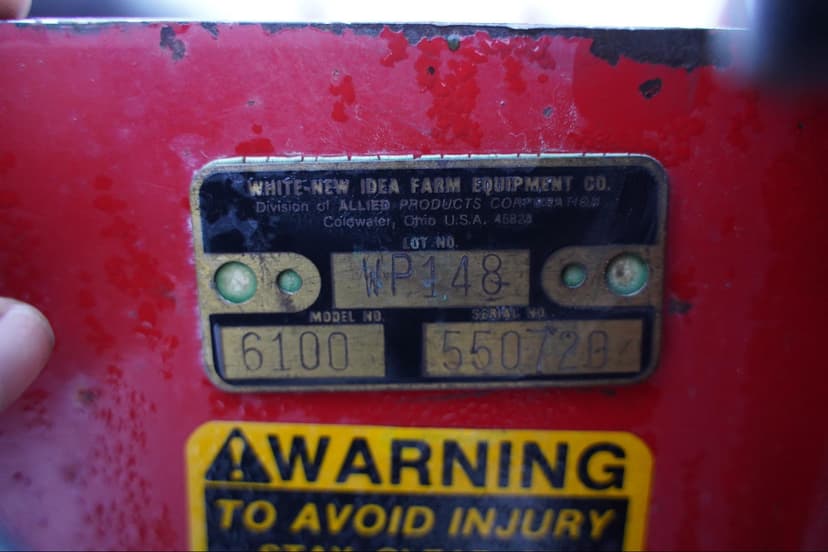 WHITE-NEW IDEA FARM EQUIPMENT CO.
Division of ALLIED PRODUCTS CORPORATION
Coldwater, Ohio U.S.A. 45828
LOT NO.
WP148
MODEL NO. SERIAL NO.
6100 550720
WARNING
TO AVOID INJURY